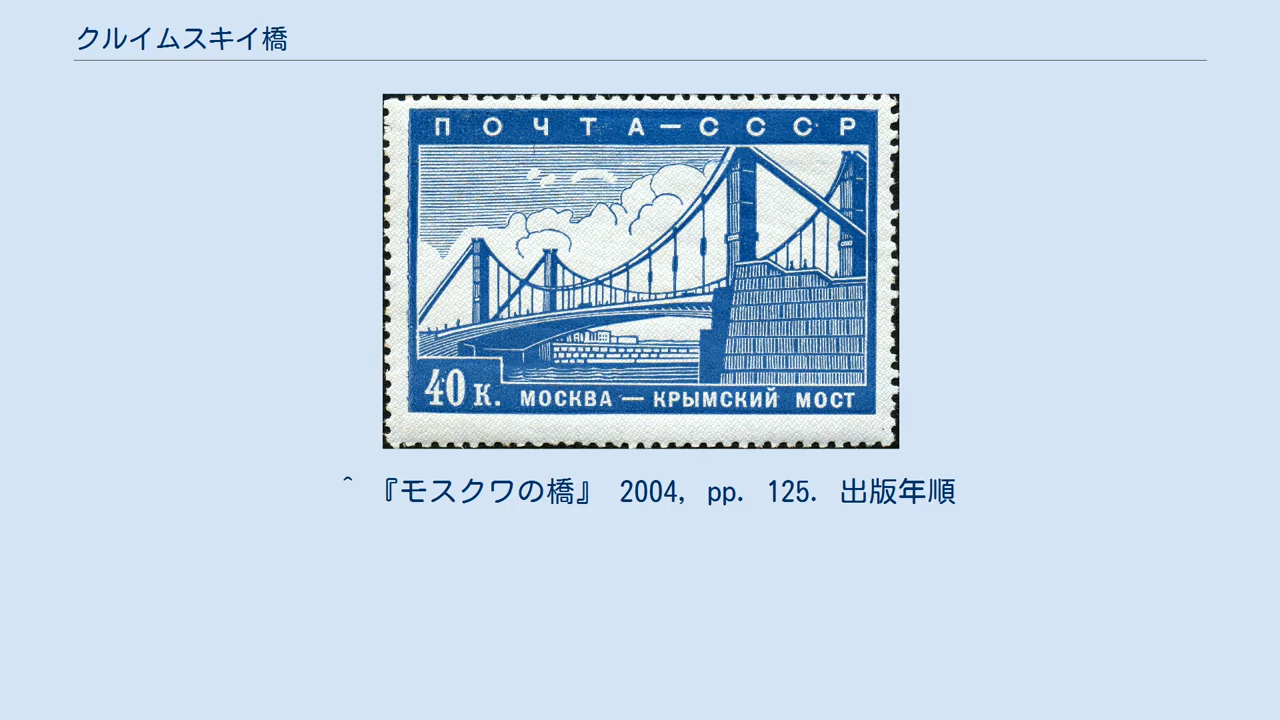 クルイムスキイ橋
ПОЧТА—СССР
40 К. МОСКВА — КРЫМСКИЙ МОСТ
^ 『モスクワの橋』 2004, pp. 125. 出版年順